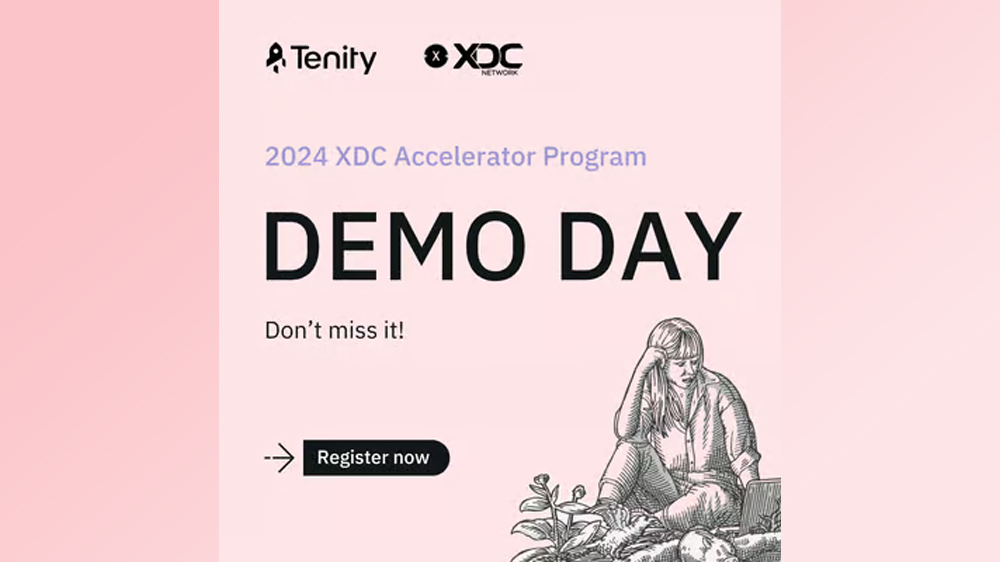 Tenity
XDC
NETWORK
2024 XDC Accelerator Program
DEMO DAY
Don’t miss it!
Register now